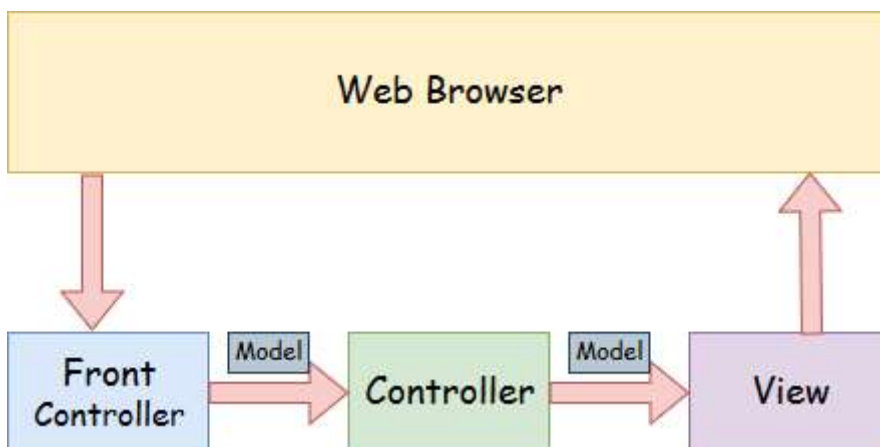 Web Browser
Model
Model
Front
Controller
Controller
View